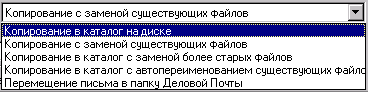 Копирование с заменой существующих файлов
Копирование в каталог на диске
Копирование с заменой существующих файлов
Копирование в каталог с заменой более старых файлов
Копирование в каталог с автопереименованием существующих файло
Перемещение письма в папку Деловой Почты